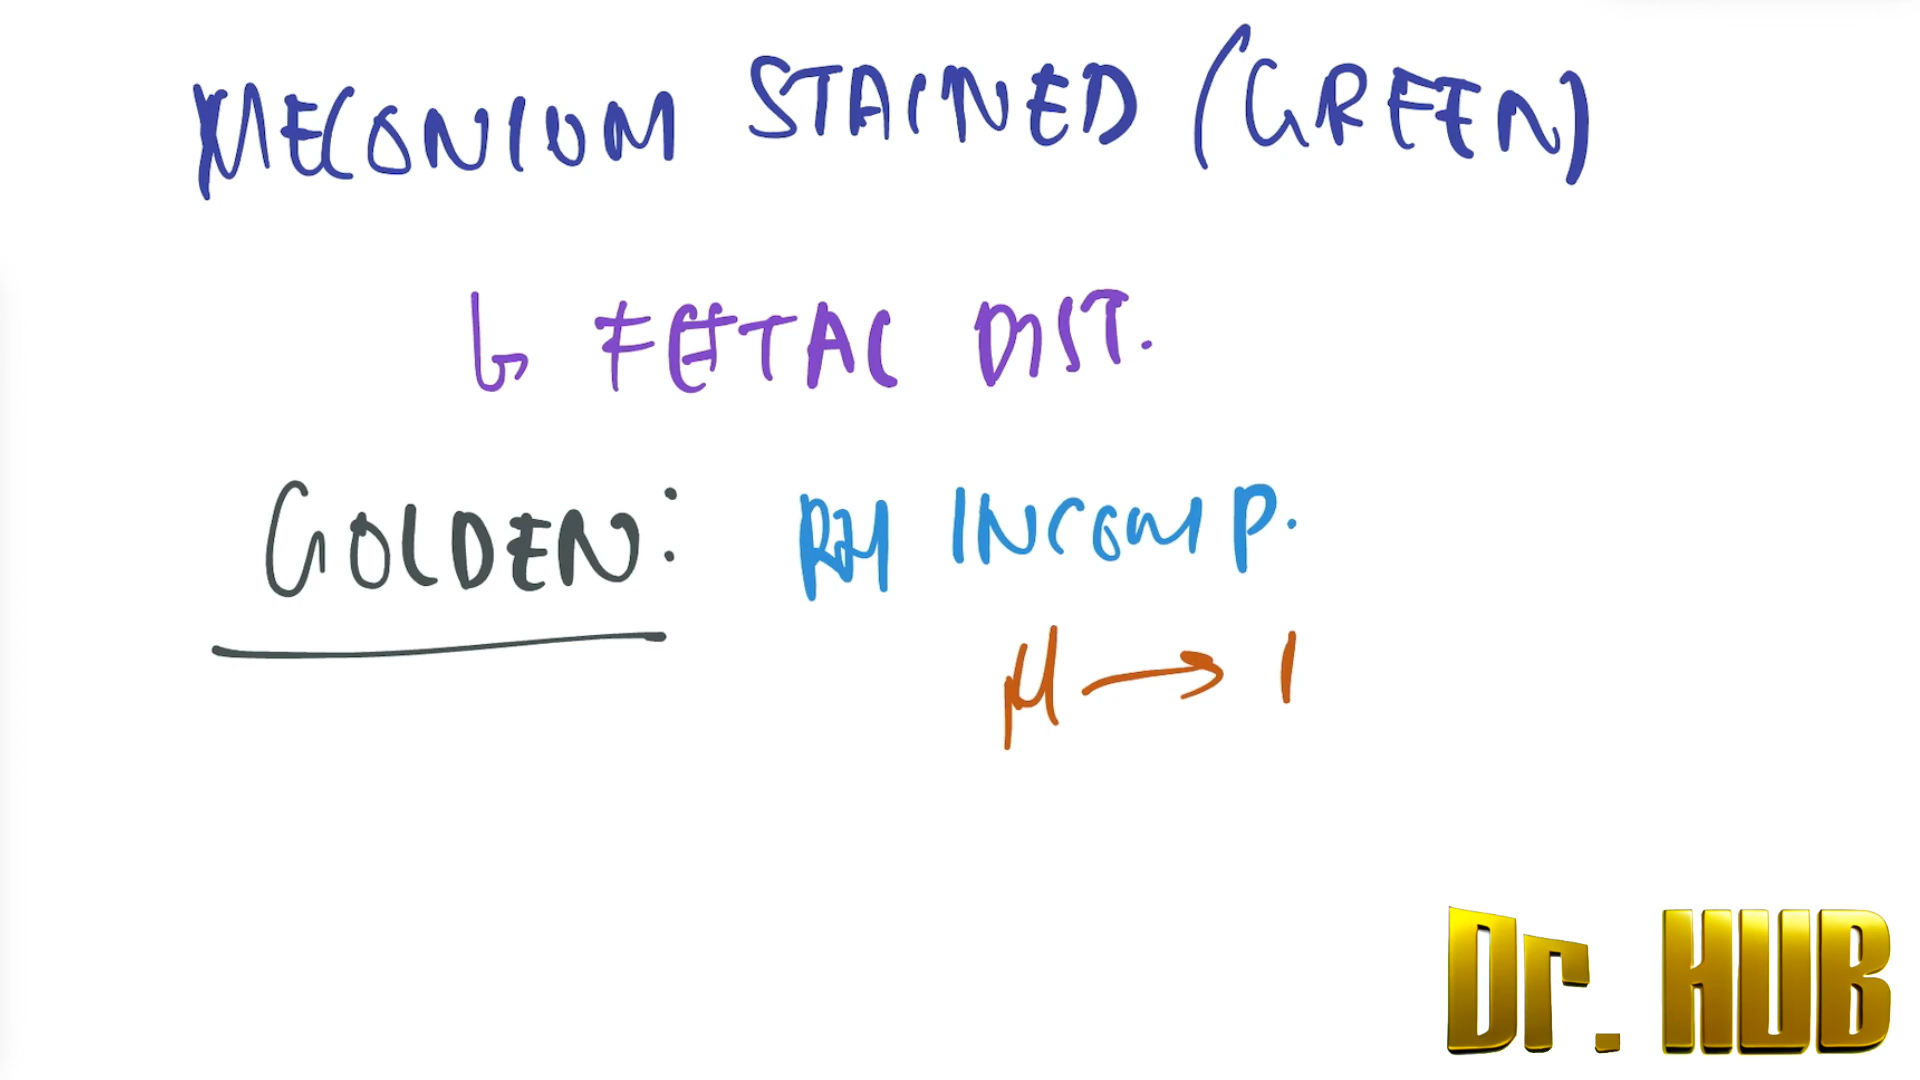 MECONIUM STAINED (GREEN)
↳ FETAL DIST.
GOLDEN: RH INCOMP.
M → I
Dr. HUB